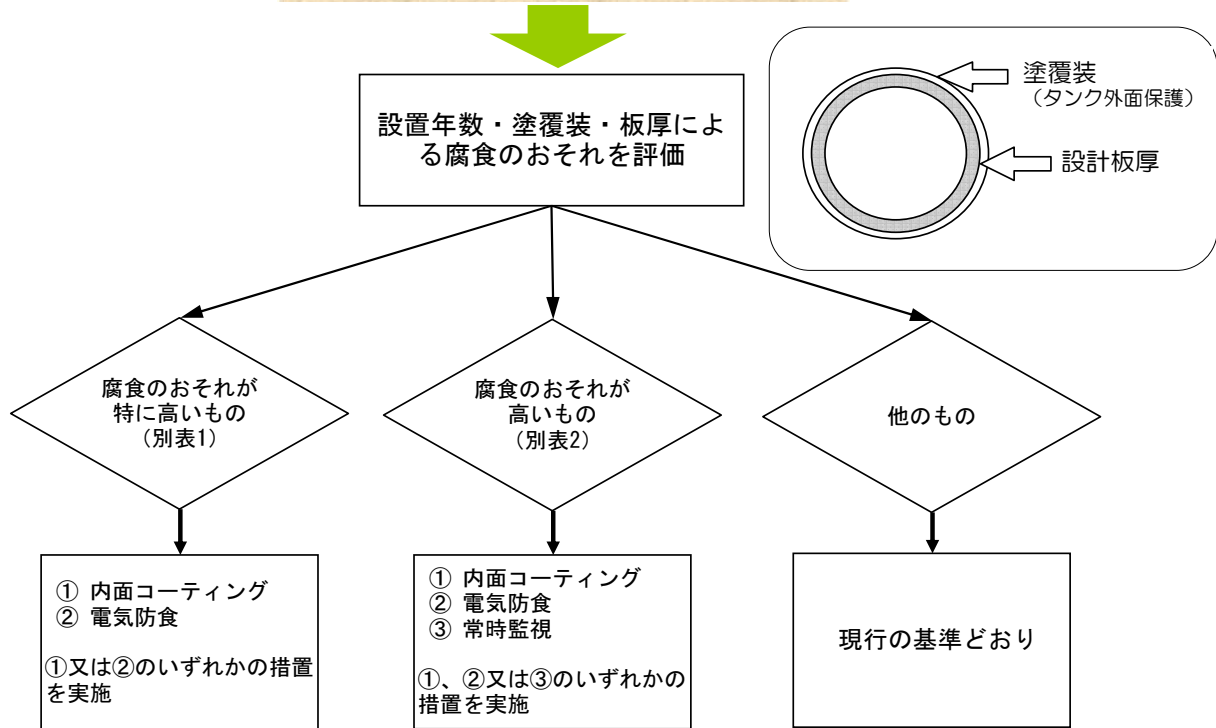 設置年数・塗覆装・板厚によ
る腐食のおそれを評価
塗覆装
（タンク外面保護）
設計板厚
腐食のおそれが
特に高いもの
（別表1）
腐食のおそれが
高いもの
（別表2）
他のもの
① 内面コーティング
② 電気防食
①又は②のいずれかの措置
を実施
① 内面コーティング
② 電気防食
③ 常時監視
①、②又は③のいずれかの
措置を実施
現行の基準どおり